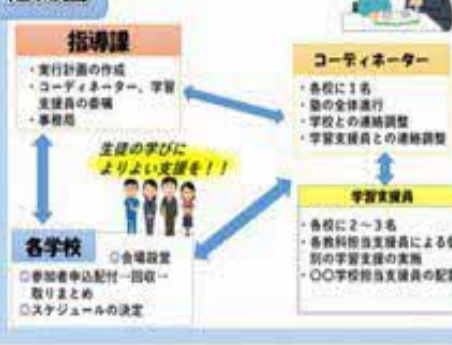 指導課
・実行計画の作成
・コーディネーター、学習
支援員の委嘱
・事務局
コーディネーター
・各校に1名
・塾の全体進行
・学校との連絡調整
・学習支援員との連絡調整
生徒の学びに
よりよい支援を！！
学習支援員
・各校に2～3名
・各教科担当支援員による個
別の学習支援の実施
・〇〇学校担当支援員の配置
各学校
◎会場設営
◎参加者申込配付→回収→
取りまとめ
◎スケジュールの決定